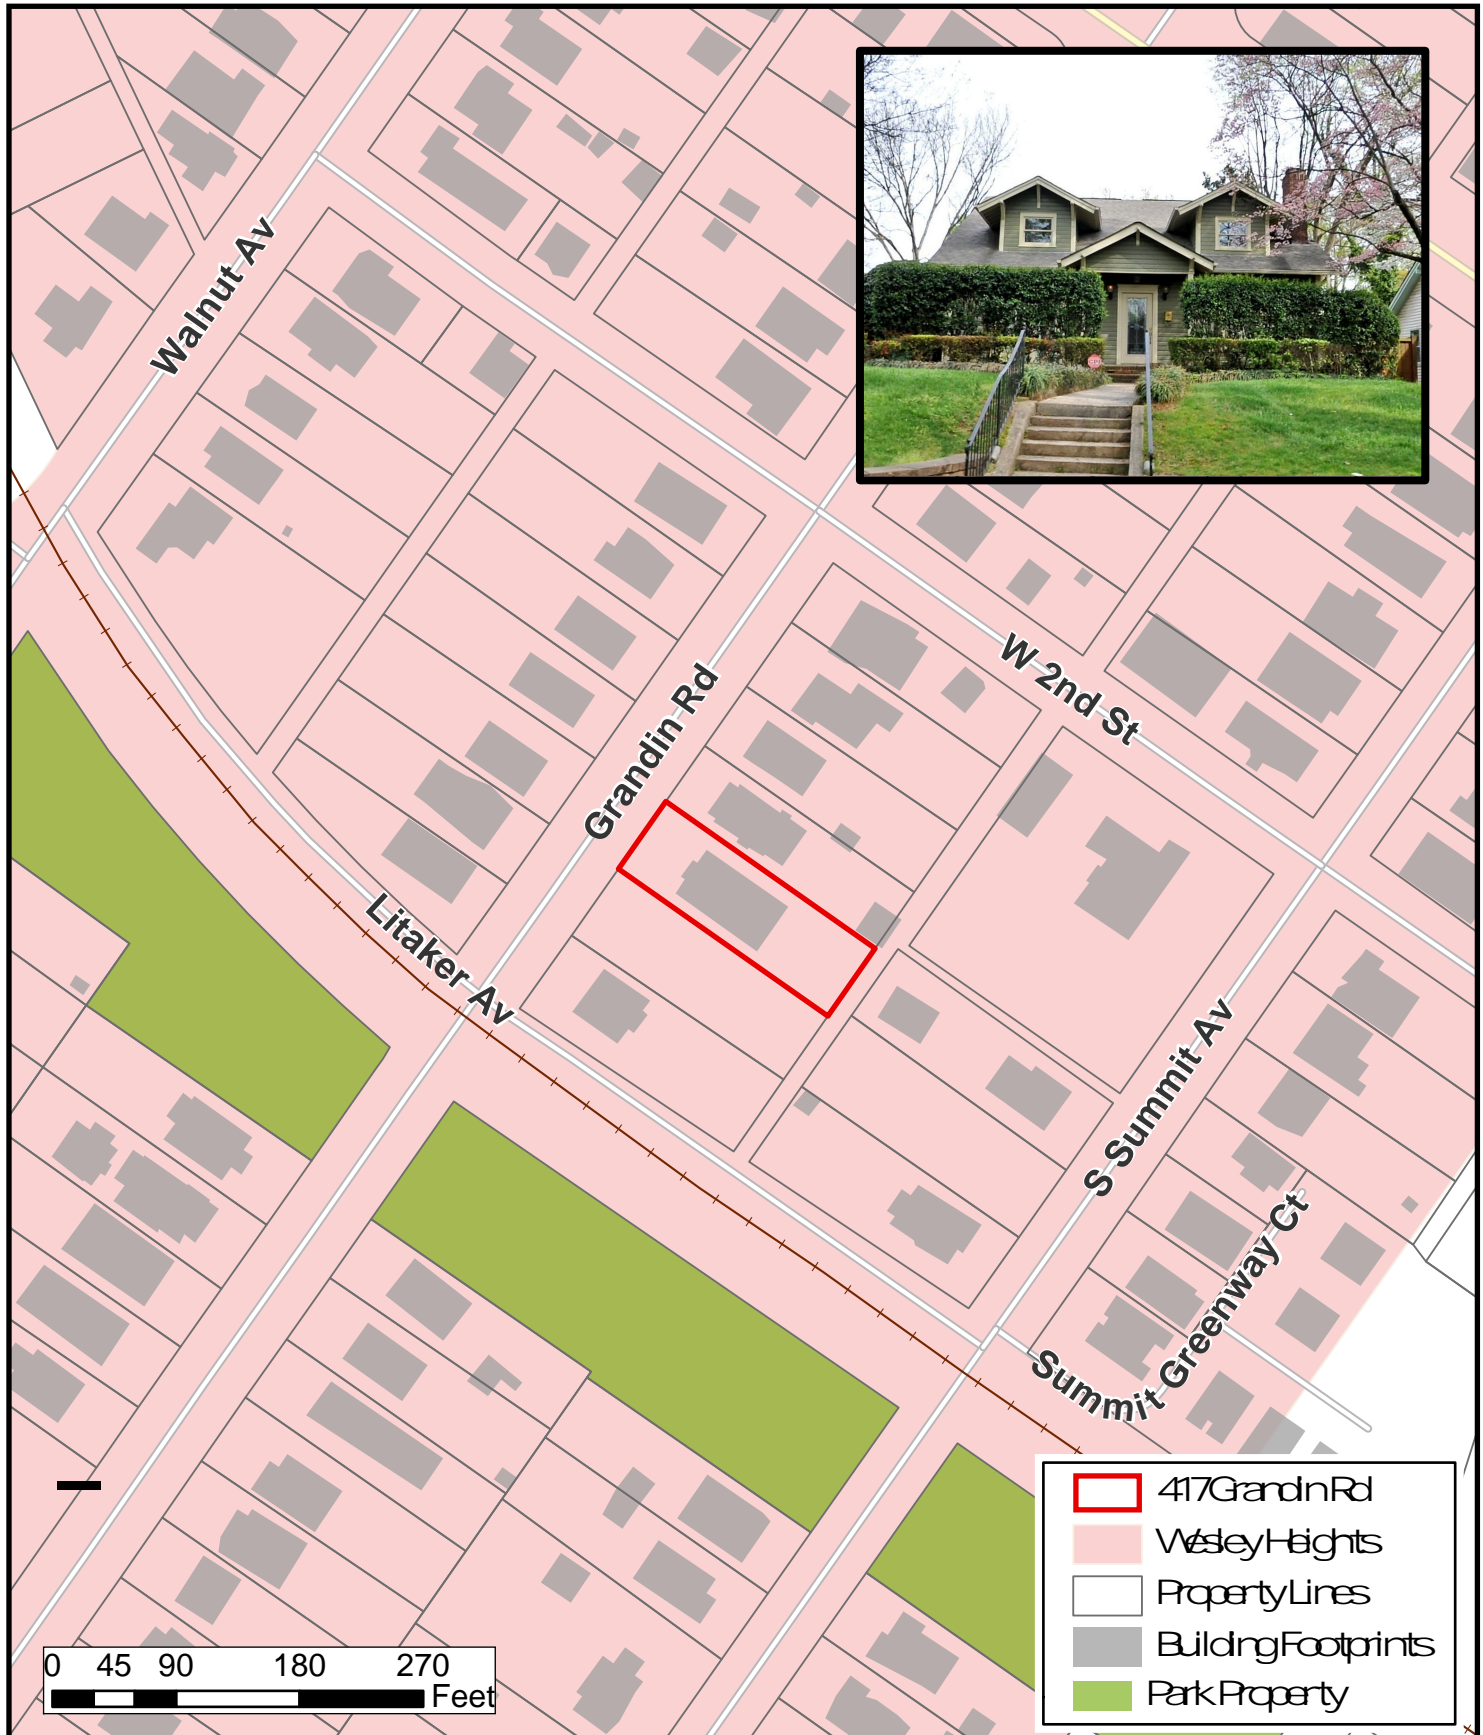 Walnut Av
W 2nd St
Grandin Rd
Litaker Av
S Summit Av
Summit Greenway Ct
417 Grandin Rd
Wesley Heights
Property Lines
Building Footprints
Park Property
0 45 90 180 270
Feet